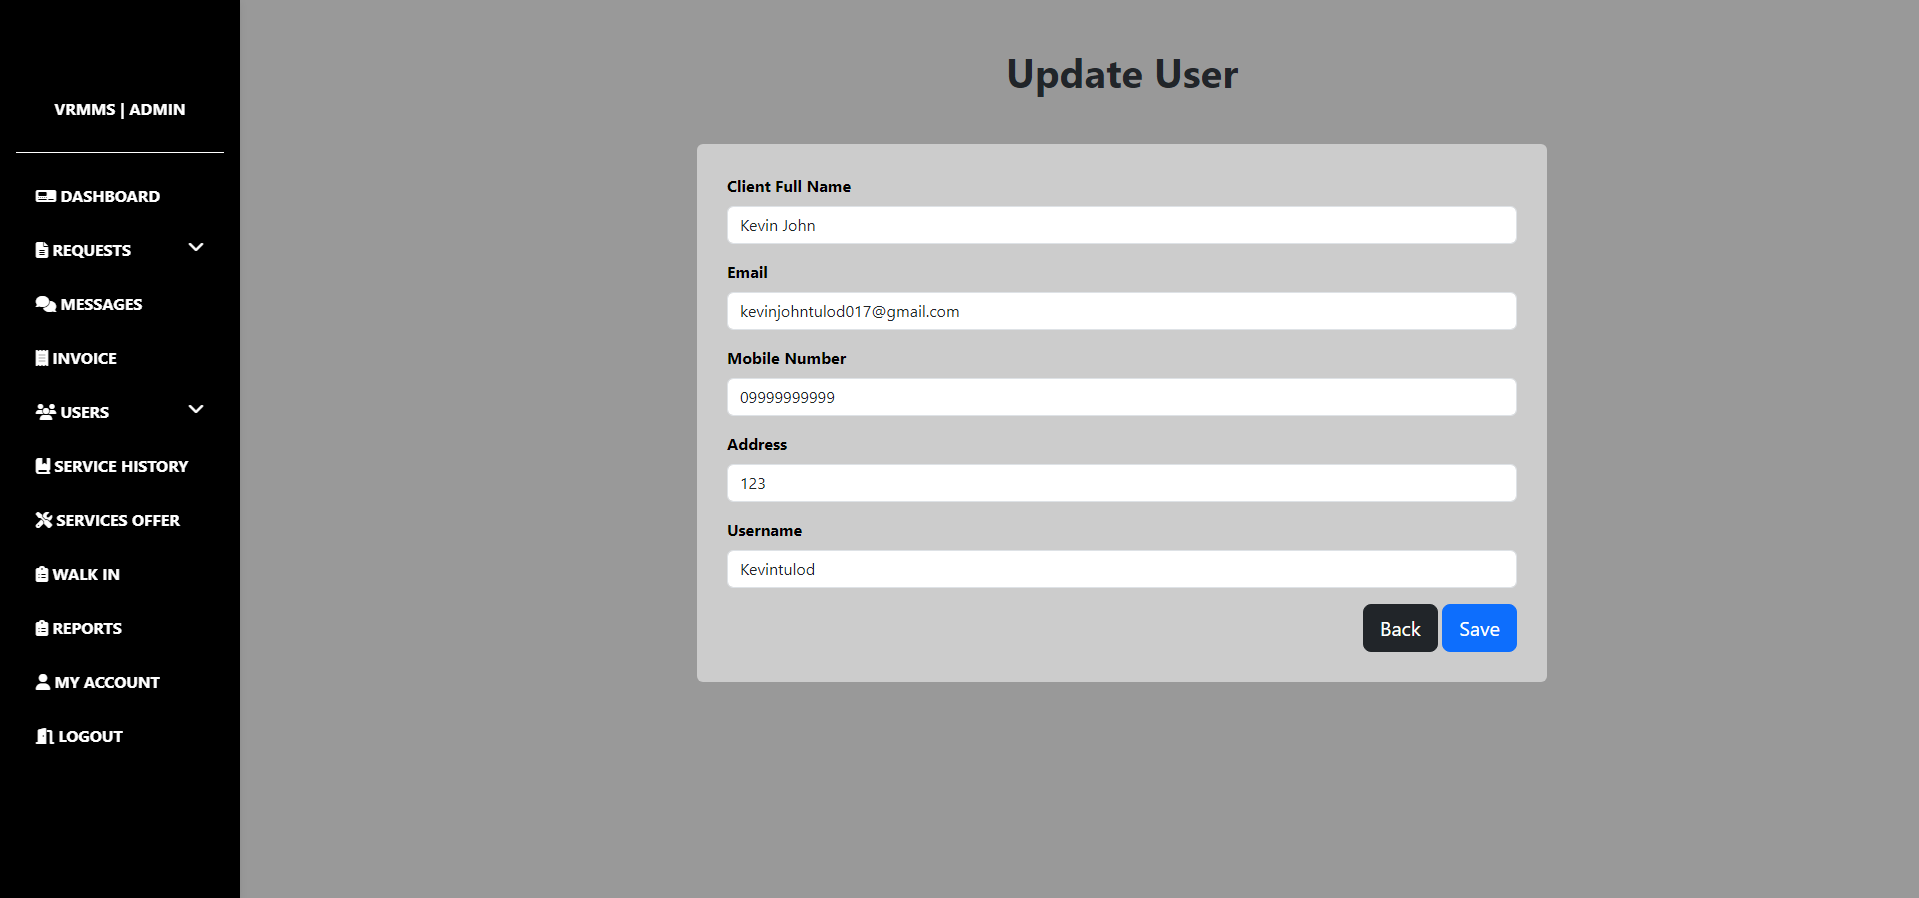 VRMMS | ADMIN
DASHBOARD
REQUESTS
MESSAGES
INVOICE
USERS
SERVICE HISTORY
SERVICES OFFER
WALK IN
REPORTS
MY ACCOUNT
LOGOUT
Update User
Client Full Name
Kevin John
Email
kevinjohntulod017@gmail.com
Mobile Number
09999999999
Address
123
Username
Kevintulod
Back Save